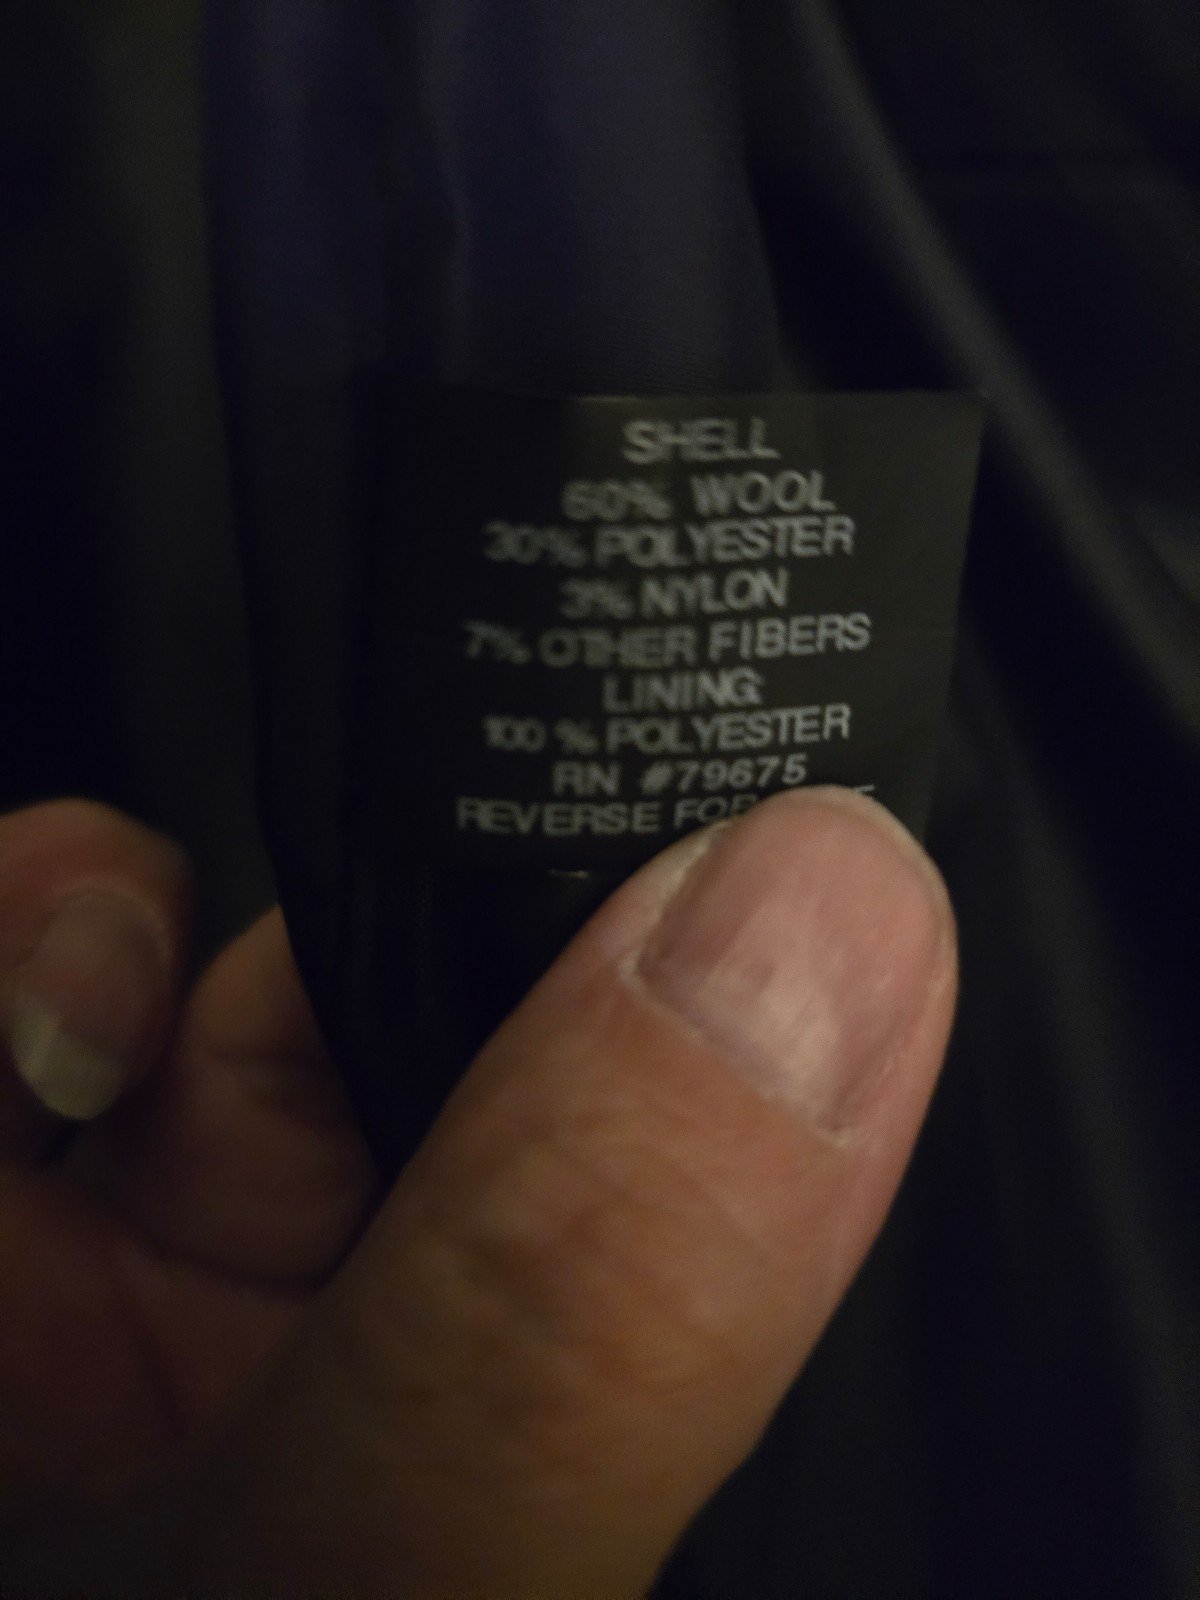 SHELL
60% WOOL
30% POLYESTER
3% NYLON
7% OTHER FIBERS
LINING
100 % POLYESTER
RN #79675
REVERSE FOR